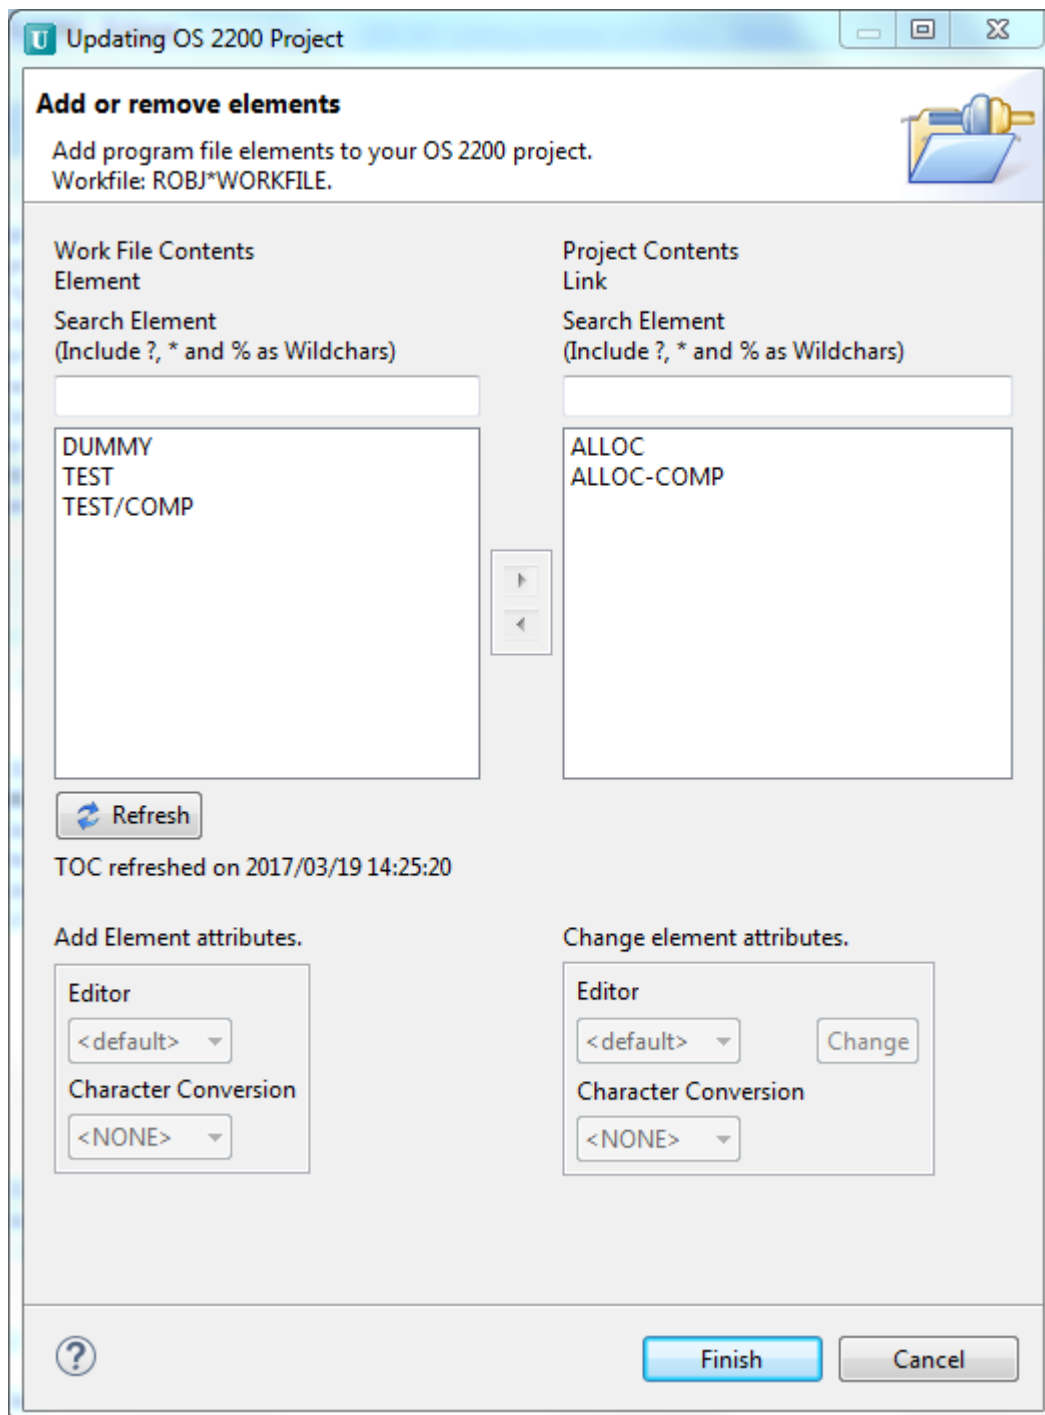 U Updating OS 2200 Project
Add or remove elements
Add program file elements to your OS 2200 project.
Workfile: ROBJ*WORKFILE.
Work File Contents
Element
Search Element
(Include ?, * and % as Wildchars)
DUMMY
TEST
TEST/COMP
Project Contents
Link
Search Element
(Include ?, * and % as Wildchars)
ALLOC
ALLOC-COMP
Refresh
TOC refreshed on 2017/03/19 14:25:20
Add Element attributes.
Editor
<default>
Character Conversion
<NONE>
Change element attributes.
Editor
<default>
Change
Character Conversion
<NONE>
?
Finish
Cancel